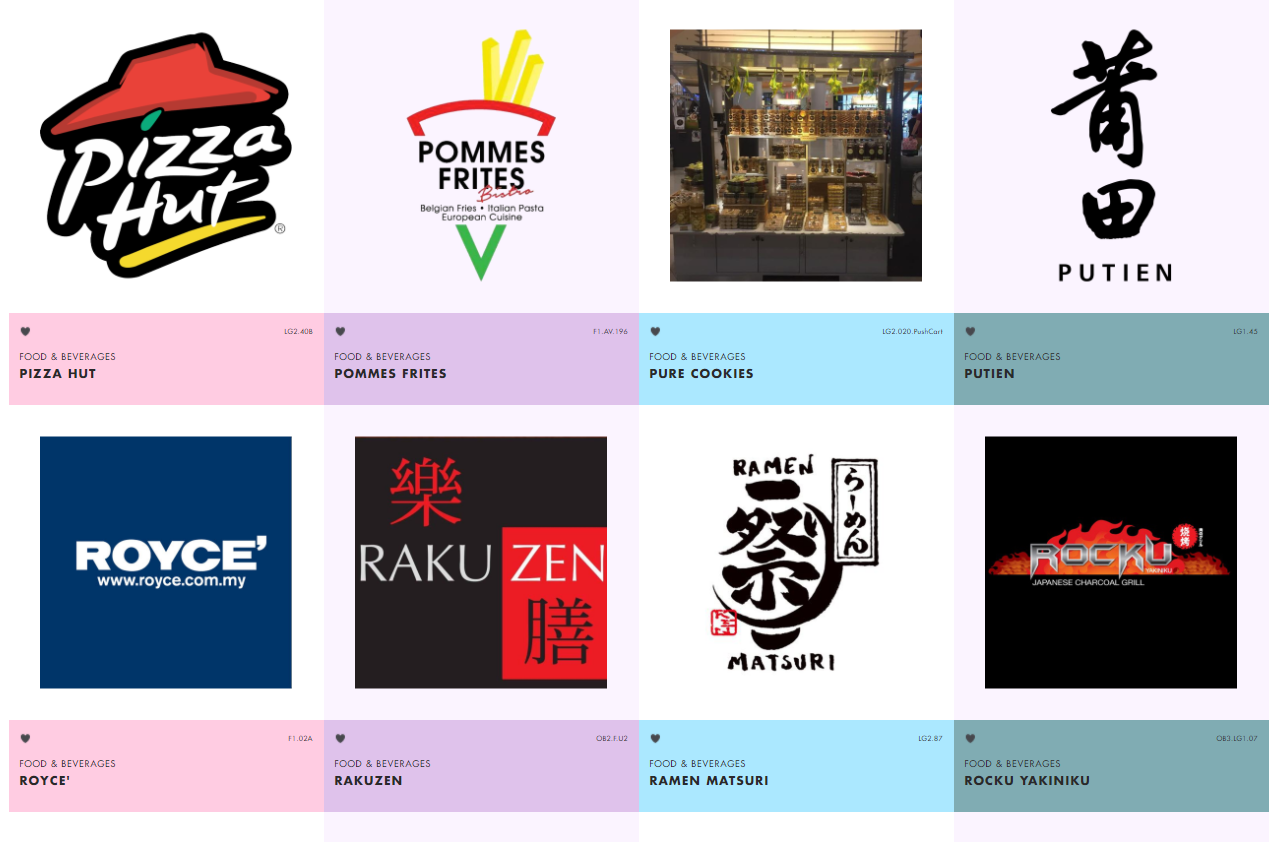 Pizza
Hut
®
POMMES
FRITES
Bistro
Belgian Fries • Italian Pasta
European Cuisine
莆
田
PUTIEN
LG2.40B
FOOD & BEVERAGES
PIZZA HUT
F1.AV.196
FOOD & BEVERAGES
POMMES FRITES
LG2.020.PushCart
FOOD & BEVERAGES
PURE COOKIES
LG1.45
FOOD & BEVERAGES
PUTIEN
ROYCE'
www.royce.com.my
樂
RAKU ZEN
膳
RAMEN
らーめん
祭
MATSURI
ROCKU
YAKINIKU
JAPANESE CHARCOAL GRILL
烧
烤
F1.02A
FOOD & BEVERAGES
ROYCE'
OB2.F.U2
FOOD & BEVERAGES
RAKUZEN
LG2.87
FOOD & BEVERAGES
RAMEN MATSURI
OB3.LG1.07
FOOD & BEVERAGES
ROCKU YAKINIKU